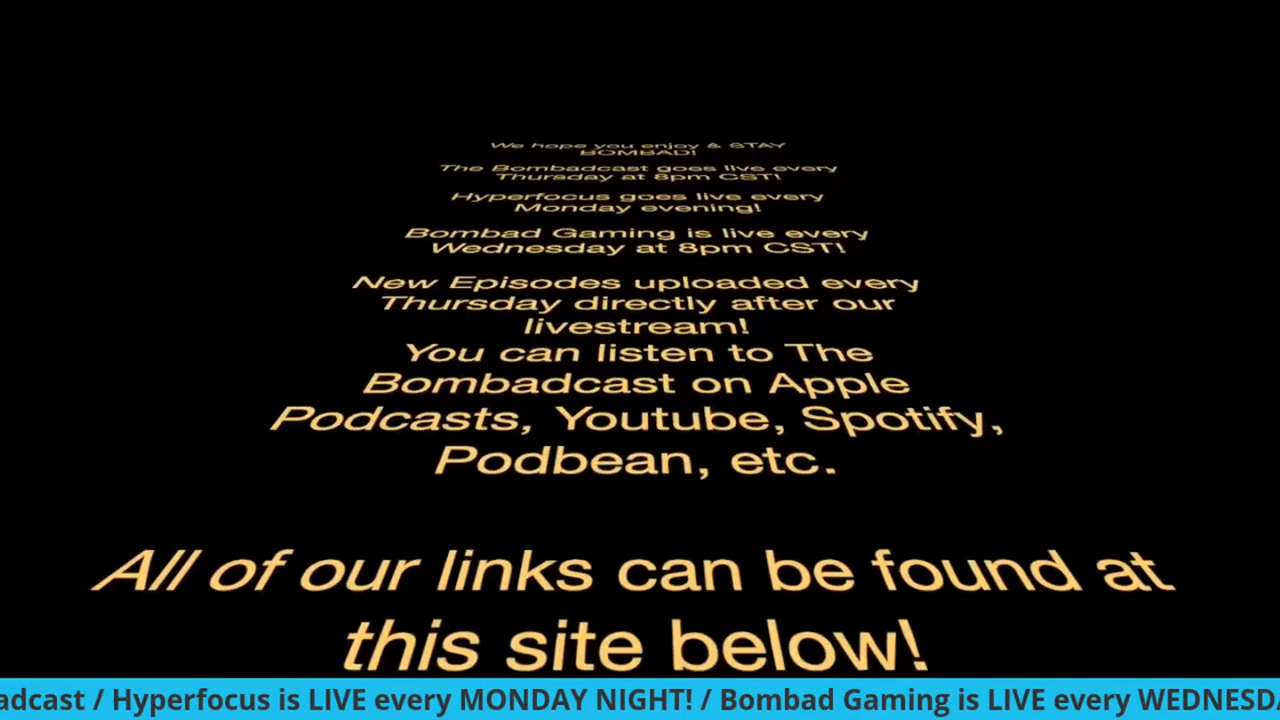 We hope you enjoy & STAY
BOMBAD!
The Bombadcast goes live every
Thursday at 8pm CST!
Hyperfocus goes live every
Monday evening!
Bombad Gaming is live every
Wednesday at 8pm CST!
New Episodes uploaded every
Thursday directly after our
livestream!
You can listen to The
Bombadcast on Apple
Podcasts, Youtube, Spotify,
Podbean, etc.
All of our links can be found at
this site below!
adcast / Hyperfocus is LIVE every MONDAY NIGHT! / Bombad Gaming is LIVE every WEDNESDA